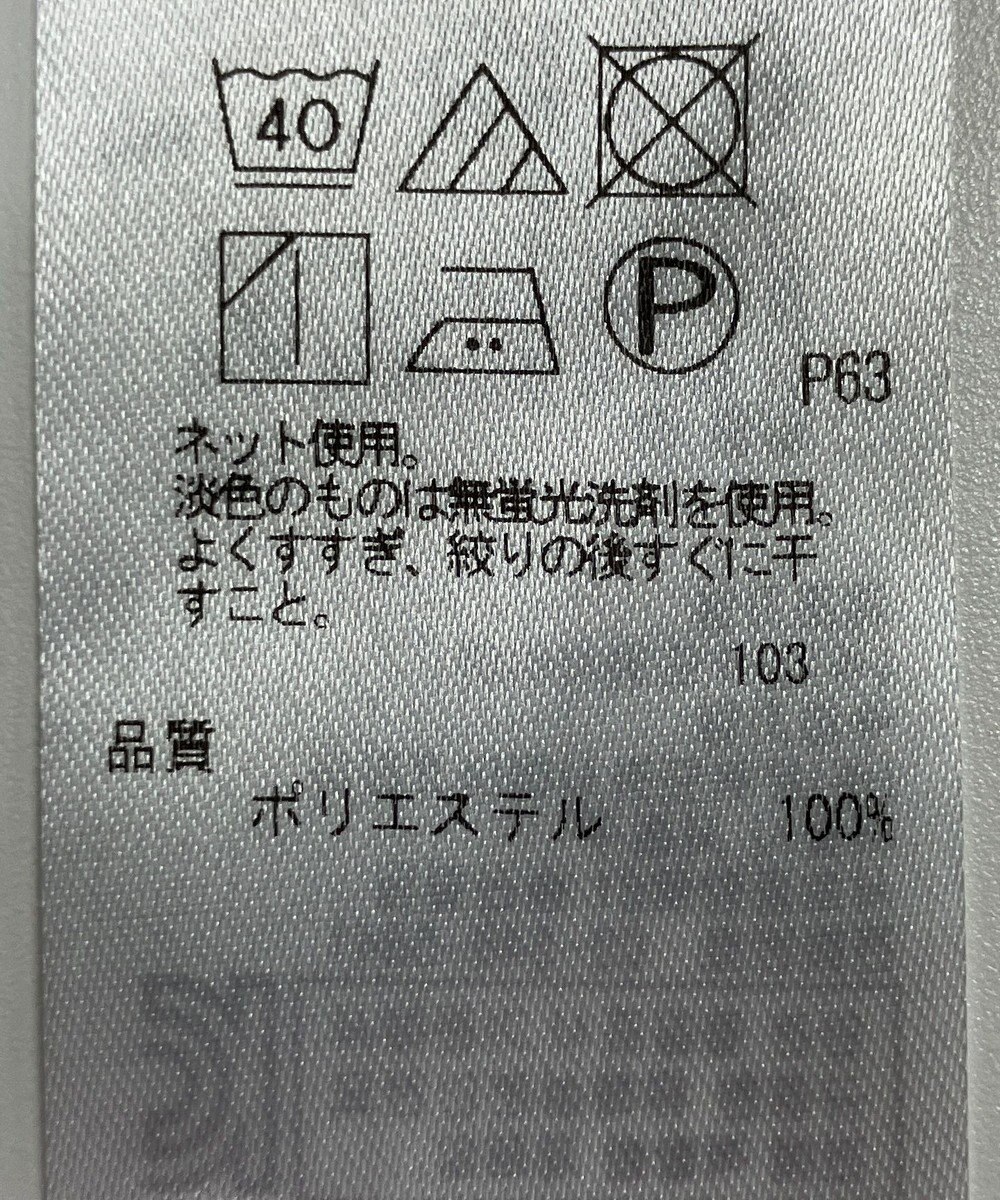 40
P
P63
ネット使用。
淡色のものは無蛍光洗剤を使用。
よくすすぎ、絞りの後すぐに干
すこと。
103
品質
ポリエステル 100%